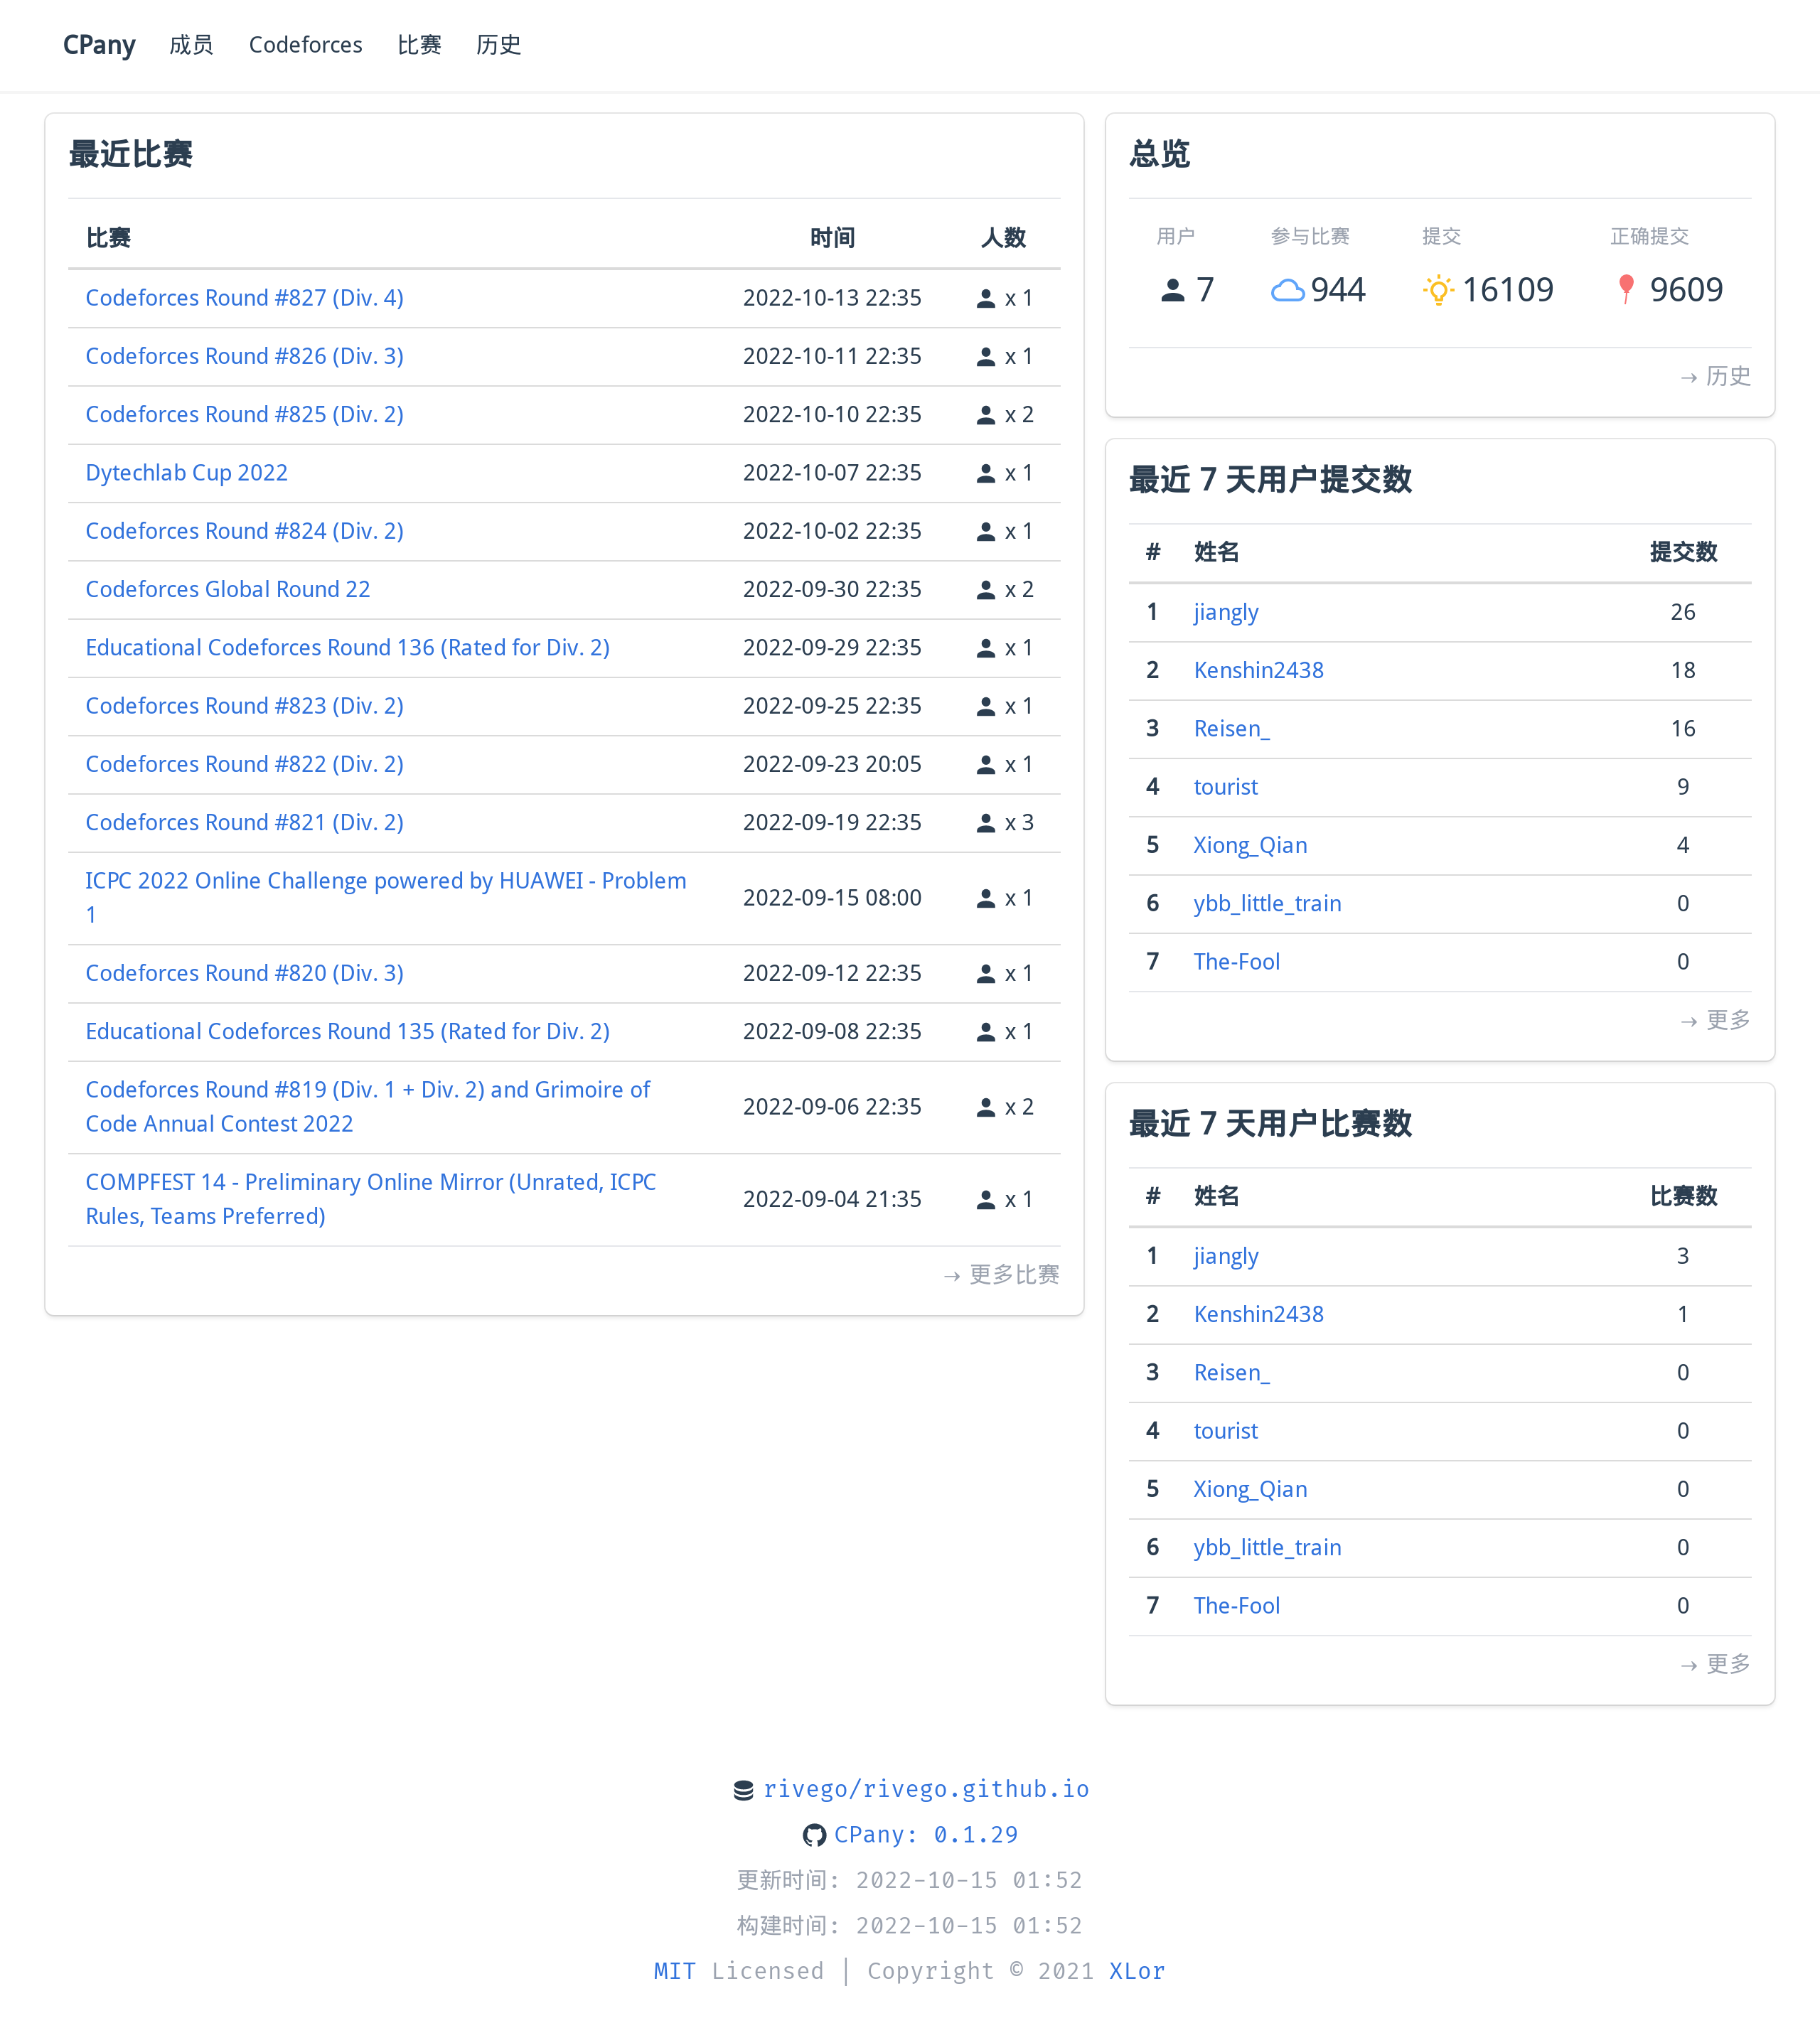 CPany 成员 Codeforces 比赛 历史
最近比赛
比赛 时间 人数
Codeforces Round #827 (Div. 4) 2022-10-13 22:35 x 1
Codeforces Round #826 (Div. 3) 2022-10-11 22:35 x 1
Codeforces Round #825 (Div. 2) 2022-10-10 22:35 x 2
Dytechlab Cup 2022 2022-10-07 22:35 x 1
Codeforces Round #824 (Div. 2) 2022-10-02 22:35 x 1
Codeforces Global Round 22 2022-09-30 22:35 x 2
Educational Codeforces Round 136 (Rated for Div. 2) 2022-09-29 22:35 x 1
Codeforces Round #823 (Div. 2) 2022-09-25 22:35 x 1
Codeforces Round #822 (Div. 2) 2022-09-23 20:05 x 1
Codeforces Round #821 (Div. 2) 2022-09-19 22:35 x 3
ICPC 2022 Online Challenge powered by HUAWEI - Problem
1 2022-09-15 08:00 x 1
Codeforces Round #820 (Div. 3) 2022-09-12 22:35 x 1
Educational Codeforces Round 135 (Rated for Div. 2) 2022-09-08 22:35 x 1
Codeforces Round #819 (Div. 1 + Div. 2) and Grimoire of
Code Annual Contest 2022 2022-09-06 22:35 x 2
COMPFEST 14 - Preliminary Online Mirror (Unrated, ICPC
Rules, Teams Preferred) 2022-09-04 21:35 x 1
→ 更多比赛
总览
用户 参与比赛 提交 正确提交
7 944 16109 9609
→ 历史
最近 7 天用户提交数
# 姓名 提交数
1 jiangly 26
2 Kenshin2438 18
3 Reisen_ 16
4 tourist 9
5 Xiong_Qian 4
6 ybb_little_train 0
7 The-Fool 0
→ 更多
最近 7 天用户比赛数
# 姓名 比赛数
1 jiangly 3
2 Kenshin2438 1
3 Reisen_ 0
4 tourist 0
5 Xiong_Qian 0
6 ybb_little_train 0
7 The-Fool 0
→ 更多
rivego/rivego.github.io
CPany: 0.1.29
更新时间: 2022-10-15 01:52
构建时间: 2022-10-15 01:52
MIT Licensed | Copyright © 2021 XLor